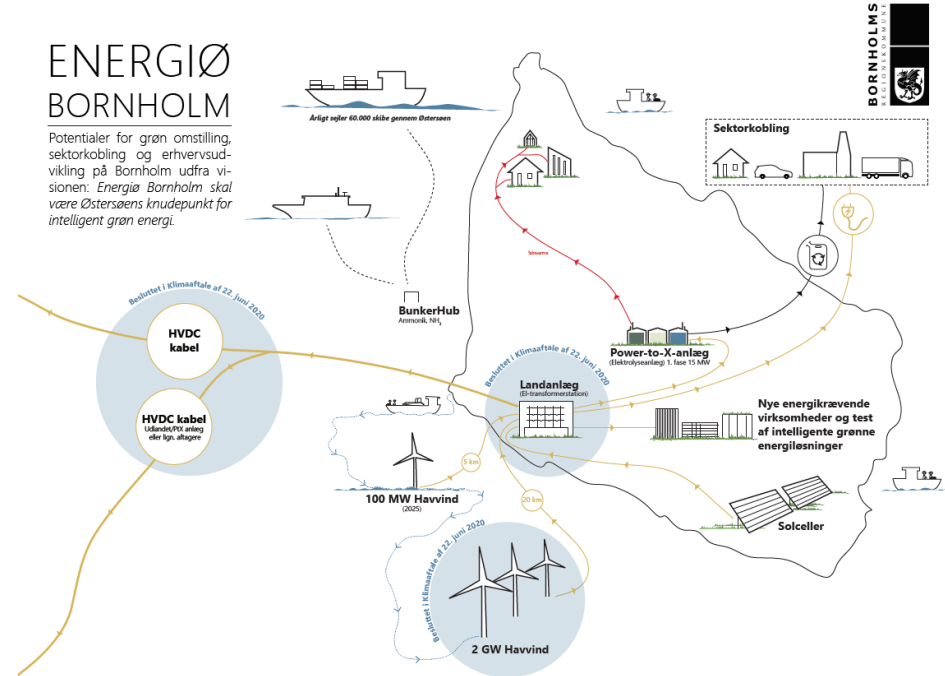 ENERGIØ
BORNHOLM
Potentialer for grøn omstilling,
sektorkobling og erhvervsud-
vikling på Bornholm udfra vi-
sionen: Energiø Bornholm skal
være Østersøens knudepunkt for
intelligent grøn energi.
Årligt sejler 60.000 skibe gennem Østersøen
BORNHOLMS
REGIONSKOMMUNE
Sektorkobling
BunkerHub
Ammonik, NH3
Besluttet i Klimaaftale af 22. juni 2020
HVDC
kabel
HVDC kabel
Udlandet/PtX anlæg
eller lign. aftagere
Power-to-X-anlæg
(Elektrolyseanlæg) 1. fase 15 MW
Besluttet i Klimaaftale af 22. juni 2020
Landanlæg
(El-transformerstation)
Nye energikrævende
virksomheder og test
af intelligente grønne
energiløsninger
5 km
100 MW Havvind
(2025)
20 km
Solceller
Besluttet i Klimaaftale af 22. juni 2020
2 GW Havvind